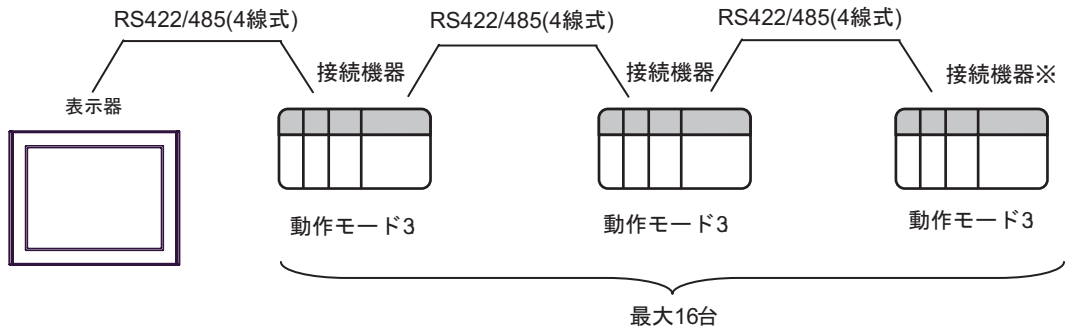 RS422/485(4線式)
RS422/485(4線式)
RS422/485(4線式)
表示器
接続機器
接続機器
接続機器※
動作モード3
動作モード3
動作モード3
最大16台